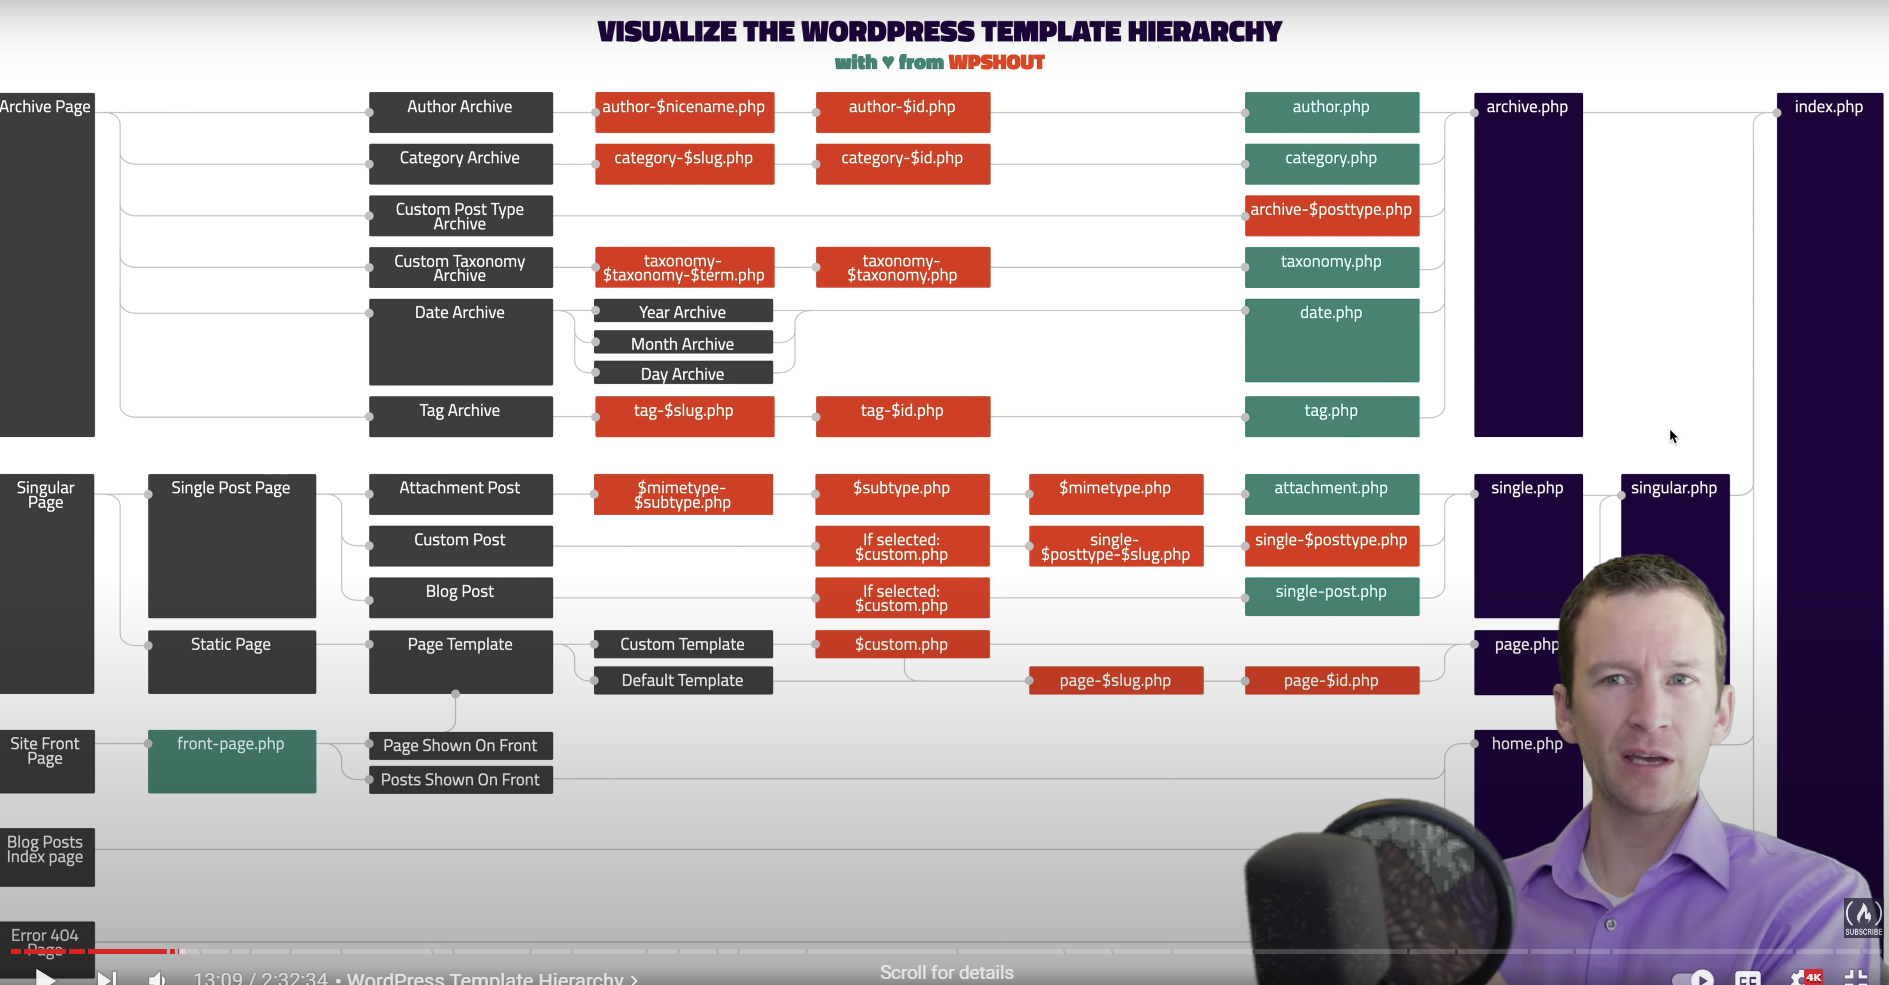 VISUALIZE THE WORDPRESS TEMPLATE HIERARCHY
with ♥ from WPSHOUT
Archive Page
Author Archive
author-$nicename.php
author-$id.php
author.php
archive.php
index.php
Category Archive
category-$slug.php
category-$id.php
category.php
Custom Post Type
Archive
archive-$posttype.php
Custom Taxonomy
Archive
taxonomy-
$taxonomy-$term.php
taxonomy-
$taxonomy.php
taxonomy.php
Date Archive
Year Archive
Month Archive
Day Archive
date.php
Tag Archive
tag-$slug.php
tag-$id.php
tag.php
Singular
Page
Single Post Page
Attachment Post
$mimetype-
$subtype.php
$subtype.php
$mimetype.php
attachment.php
single.php
singular.php
Custom Post
If selected:
$custom.php
single-
$posttype-$slug.php
single-$posttype.php
Blog Post
If selected:
$custom.php
single-post.php
Static Page
Page Template
Custom Template
$custom.php
page.php
Default Template
page-$slug.php
page-$id.php
Site Front
Page
front-page.php
Page Shown On Front
Posts Shown On Front
home.php
Blog Posts
Index page
Error 404
Page
SUBSCRIBE
13:09 / 2:32:34 • WordPress Template Hierarchy >
Scroll for details
CC
4K